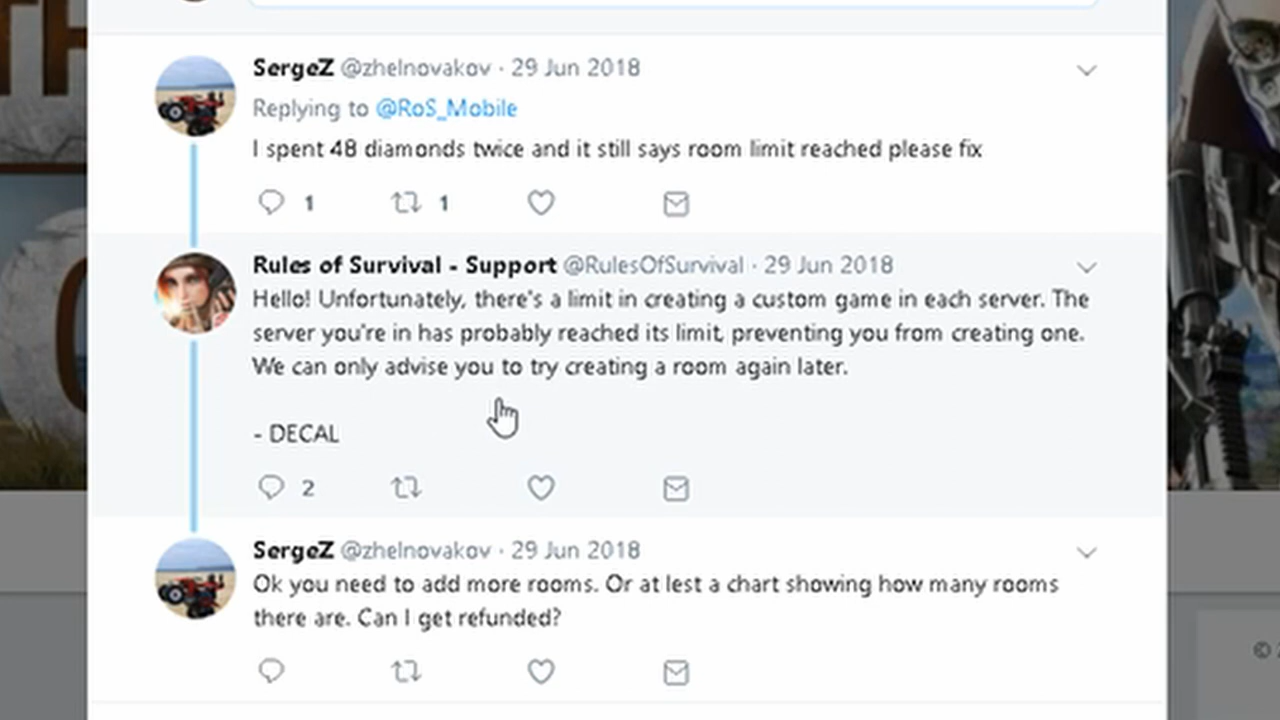 SergeZ @zhelnovakov · 29 Jun 2018
Replying to @RoS_Mobile
I spent 48 diamonds twice and it still says room limit reached please fix
1 1
Rules of Survival - Support @RulesOfSurvival · 29 Jun 2018
Hello! Unfortunately, there's a limit in creating a custom game in each server. The
server you're in has probably reached its limit, preventing you from creating one.
We can only advise you to try creating a room again later.
- DECAL
2
SergeZ @zhelnovakov · 29 Jun 2018
Ok you need to add more rooms. Or at lest a chart showing how many rooms
there are. Can I get refunded?